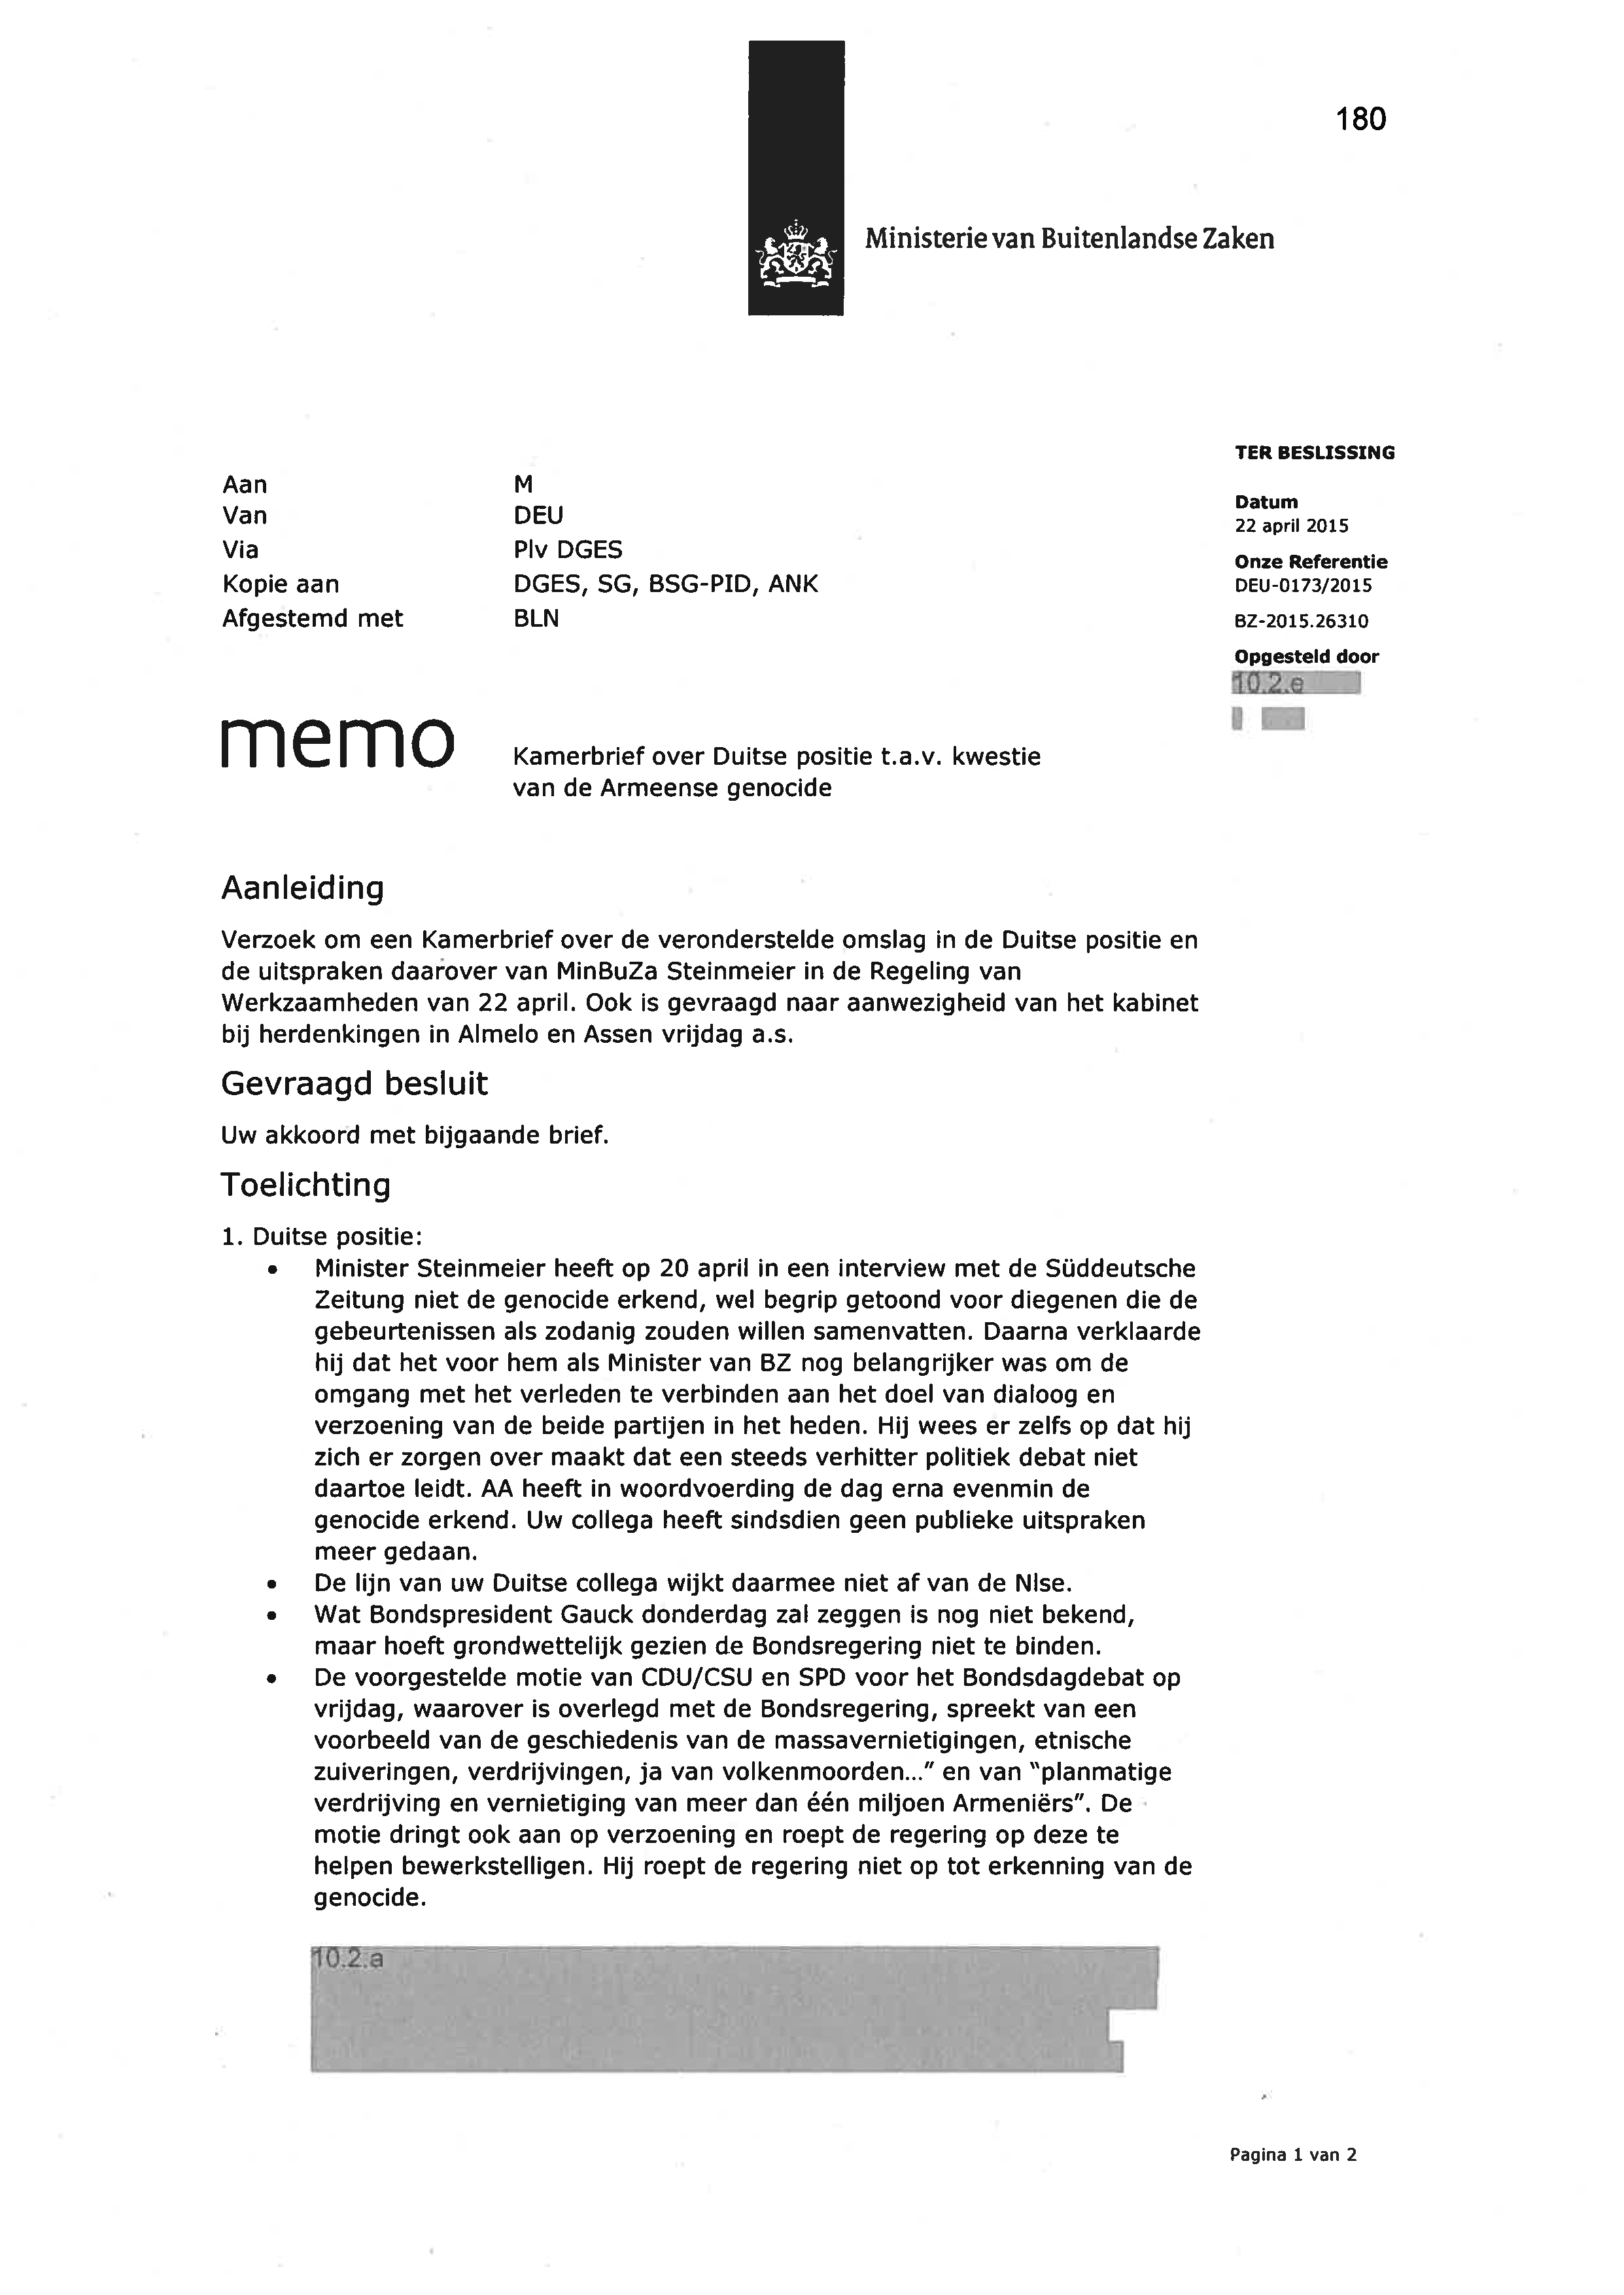 180
Ministerie van Buitenlandse Zaken
TER BESLISSING
Aan M
Van DEU
Via Plv DGES
Kopie aan DGES, SG, BSG-PID, ANK
Afgestemd met BLN
Datum
22 april 2015
Onze Referentie
DEU-0173/2015
BZ-2015.26310
Opgesteld door
10.2.e
memo
Kamerbrief over Duitse positie t.a.v. kwestie
van de Armeense genocide
Aanleiding
Verzoek om een Kamerbrief over de veronderstelde omslag in de Duitse positie en
de uitspraken daarover van MinBuZa Steinmeier in de Regeling van
Werkzaamheden van 22 april. Ook is gevraagd naar aanwezigheid van het kabinet
bij herdenkingen in Almelo en Assen vrijdag a.s.
Gevraagd besluit
Uw akkoord met bijgaande brief.
Toelichting
1. Duitse positie:
• Minister Steinmeier heeft op 20 april in een interview met de Süddeutsche
Zeitung niet de genocide erkend, wel begrip getoond voor diegenen die de
gebeurtenissen als zodanig zouden willen samenvatten. Daarna verklaarde
hij dat het voor hem als Minister van BZ nog belangrijker was om de
omgang met het verleden te verbinden aan het doel van dialoog en
verzoening van de beide partijen in het heden. Hij wees er zelfs op dat hij
zich er zorgen over maakt dat een steeds verhitter politiek debat niet
daartoe leidt. AA heeft in woordvoering de dag erna evenmin de
genocide erkend. Uw collega heeft sindsdien geen publieke uitspraken
meer gedaan.
• De lijn van uw Duitse collega wijkt daarmee niet af van de Nlse.
• Wat Bondspresident Gauck donderdag zal zeggen is nog niet bekend,
maar hoeft grondwettelijk gezien de Bondsregering niet te binden.
• De voorgestelde motie van CDU/CSU en SPD voor het Bondsdagdebat op
vrijdag, waarover is overlegd met de Bondsregering, spreekt van een
voorbeeld van de geschiedenis van de massavernietigingen, etnische
zuiveringen, verdrijvingen, ja van volkenmoorden..." en van "planmatige
verdrijving en vernietiging van meer dan één miljoen Armeniërs". De
motie dringt ook aan op verzoening en roept de regering op deze te
helpen bewerkstelligen. Hij roept de regering niet op tot erkenning van de
genocide.
10.2.a
Pagina 1 van 2